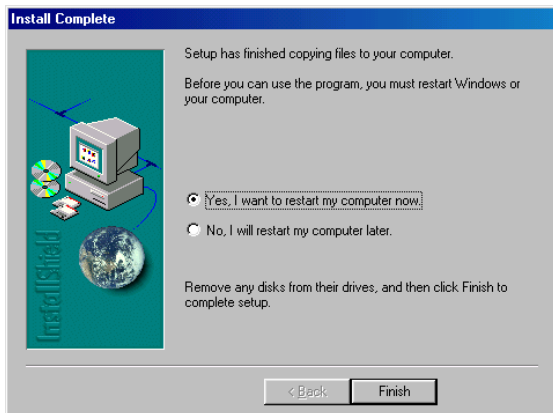 Install Complete
Setup has finished copying files to your computer.
Before you can use the program, you must restart Windows or
your computer.
Yes, I want to restart my computer now.
No, I will restart my computer later.
InstallShield
Remove any disks from their drives, and then click Finish to
complete setup.
< Back
Finish